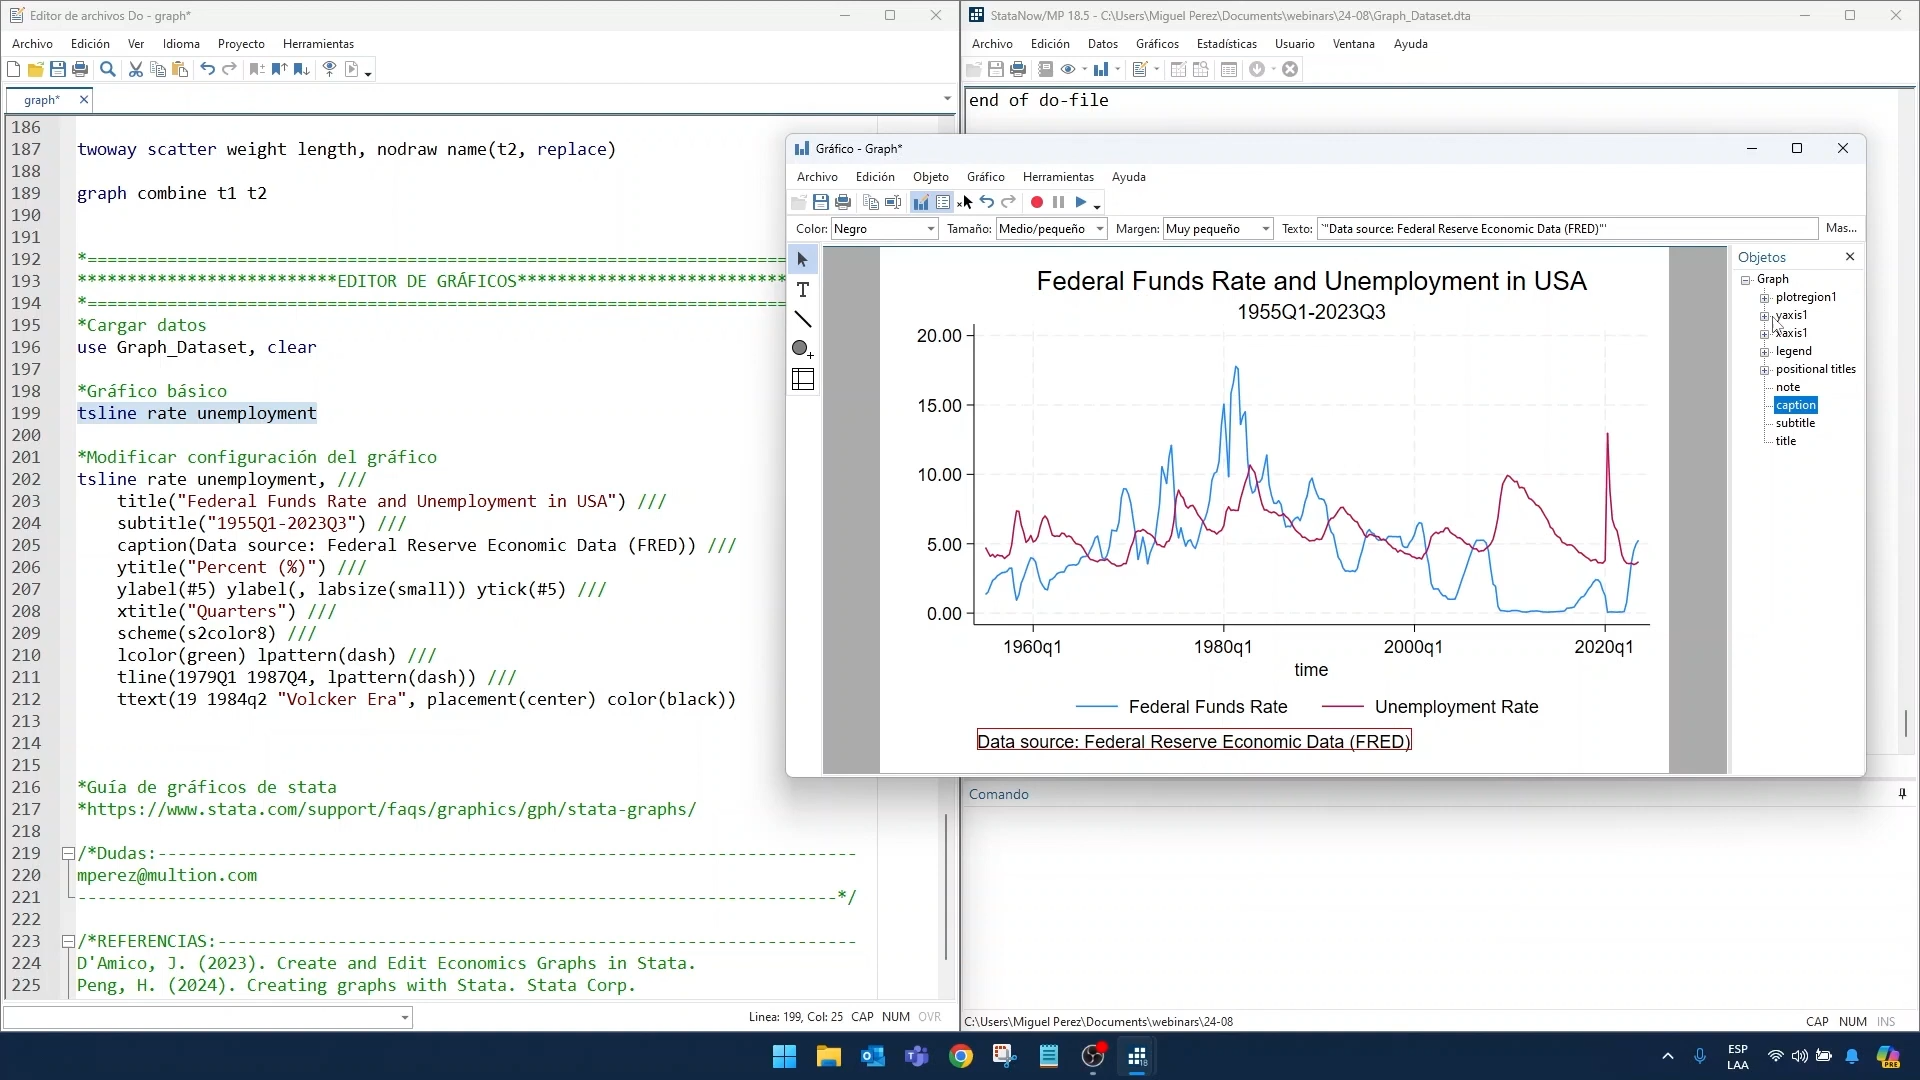 Editor de archivos Do - graph*
Archivo Edición Ver Idioma Proyecto Herramientas
graph*
186
187 twoway scatter weight length, nodraw name(t2, replace)
188
189 graph combine t1 t2
190
191
192 *==========================================================================
193 **************************EDITOR DE GRÁFICOS***************************
194 *==========================================================================
195 *Cargar datos
196 use Graph_Dataset, clear
197
198 *Gráfico básico
199 tsline rate unemployment
200
201 *Modificar configuración del gráfico
202 tsline rate unemployment, ///
203 title("Federal Funds Rate and Unemployment in USA") ///
204 subtitle("1955Q1-2023Q3") ///
205 caption(Data source: Federal Reserve Economic Data (FRED)) ///
206 ytitle("Percent (%)") ///
207 ylabel(#5) ylabel(, labsize(small)) ytick(#5) ///
208 xtitle("Quarters") ///
209 scheme(s2color8) ///
210 lcolor(green) lpattern(dash) ///
211 tline(1979Q1 1987Q4, lpattern(dash)) ///
212 ttext(19 1984q2 "Volcker Era", placement(center) color(black))
213
214
215
216 *Guía de gráficos de stata
217 *https://www.stata.com/support/faqs/graphics/gph/stata-graphs/
218
219 /*Dudas:----------------------------------------------------------------------
220 mperez@multion.com
221 ----------------------------------------------------------------------------*/
222
223 /*REFERENCIAS:----------------------------------------------------------------
224 D'Amico, J. (2023). Create and Edit Economics Graphs in Stata.
225 Peng, H. (2024). Creating graphs with Stata. Stata Corp.
Linea: 199, Col: 25 CAP NUM OVR
StataNow/MP 18.5 - C:\Users\Miguel Perez\Documents\webinars\24-08\Graph_Dataset.dta
Archivo Edición Datos Gráficos Estadísticas Usuario Ventana Ayuda
end of do-file
Gráfico - Graph*
Archivo Edición Objeto Gráfico Herramientas Ayuda
Color: Negro Tamaño: Medio/pequeño Margen: Muy pequeño Texto: `"Data source: Federal Reserve Economic Data (FRED)"' Mas...
T
Federal Funds Rate and Unemployment in USA
1955Q1-2023Q3
20.00
15.00
10.00
5.00
0.00
1960q1 1980q1 2000q1 2020q1
time
Federal Funds Rate Unemployment Rate
Data source: Federal Reserve Economic Data (FRED)
Objetos
Graph
plotregion1
yaxis1
xaxis1
legend
positional titles
note
caption
subtitle
title
Comando
C:\Users\Miguel Perez\Documents\webinars\24-08
CAP NUM INS
ESP
LAA
PRE